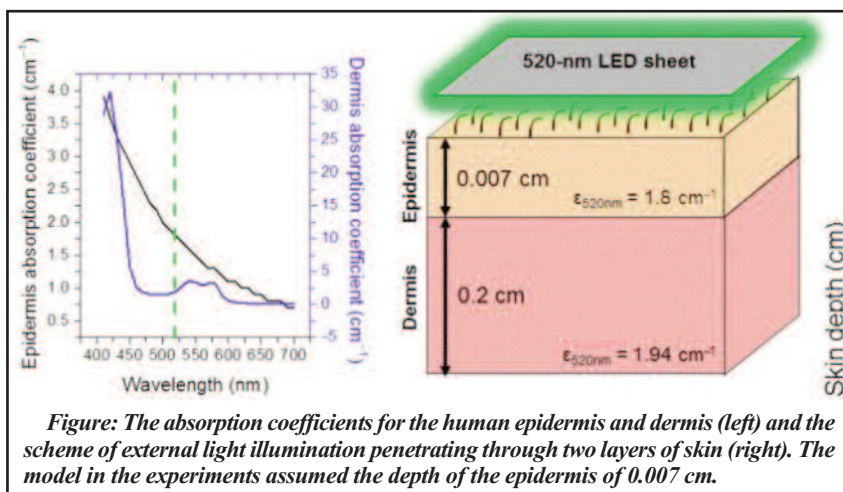 Epidermis absorption coefficient (cm⁻¹)
4.0
3.5
3.0
2.5
2.0
1.5
1.0
0.5
400 450 500 550 600 650 700
Wavelength (nm)
35
30
25
20
15
10
5
0
-5
Dermis absorption coefficient (cm⁻¹)
520-nm LED sheet
Epidermis
0.007 cm
ε520nm = 1.8 cm⁻¹
Dermis
0.2 cm
ε520nm = 1.94 cm⁻¹
Skin depth (cm)
Figure: The absorption coefficients for the human epidermis and dermis (left) and the
scheme of external light illumination penetrating through two layers of skin (right). The
model in the experiments assumed the depth of the epidermis of 0.007 cm.